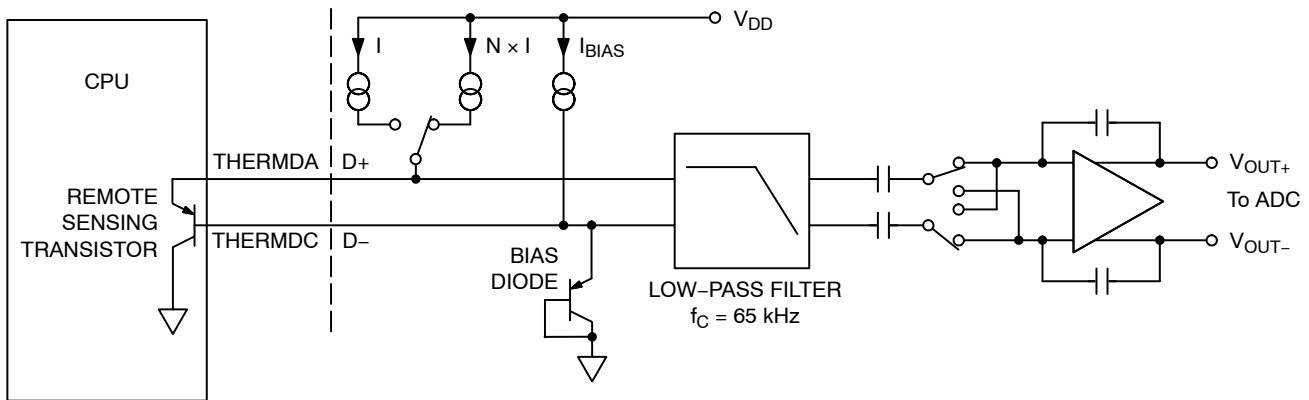 CPU
I
N × I
I_BIAS
V_DD
THERMDA
D+
REMOTE
SENSING
TRANSISTOR
THERMDC
D−
BIAS
DIODE
LOW−PASS FILTER
f_C = 65 kHz
V_OUT+
To ADC
V_OUT−